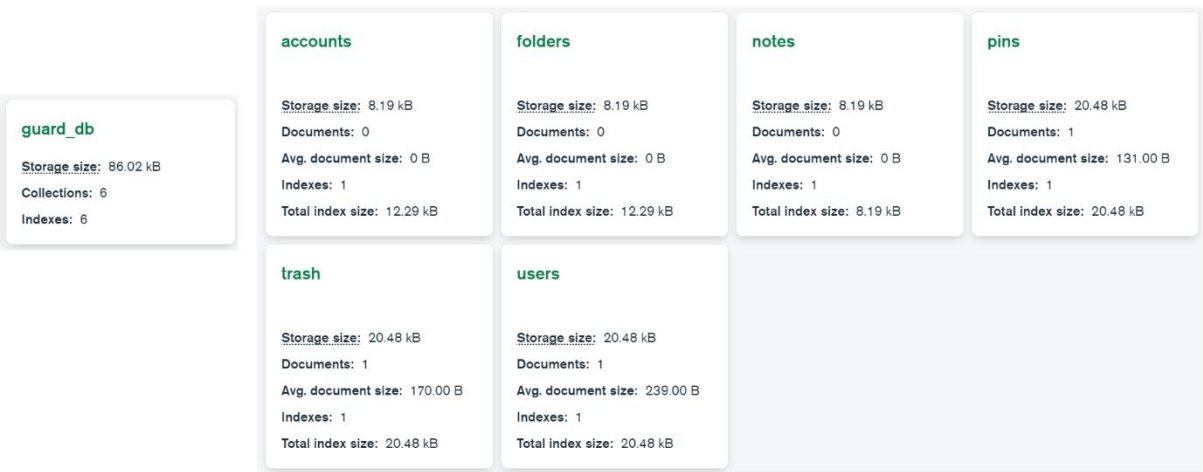 guard_db
Storage size: 86.02 kB
Collections: 6
Indexes: 6
accounts
Storage size: 8.19 kB
Documents: 0
Avg. document size: 0 B
Indexes: 1
Total index size: 12.29 kB
folders
Storage size: 8.19 kB
Documents: 0
Avg. document size: 0 B
Indexes: 1
Total index size: 12.29 kB
notes
Storage size: 8.19 kB
Documents: 0
Avg. document size: 0 B
Indexes: 1
Total index size: 8.19 kB
pins
Storage size: 20.48 kB
Documents: 1
Avg. document size: 131.00 B
Indexes: 1
Total index size: 20.48 kB
trash
Storage size: 20.48 kB
Documents: 1
Avg. document size: 170.00 B
Indexes: 1
Total index size: 20.48 kB
users
Storage size: 20.48 kB
Documents: 1
Avg. document size: 239.00 B
Indexes: 1
Total index size: 20.48 kB